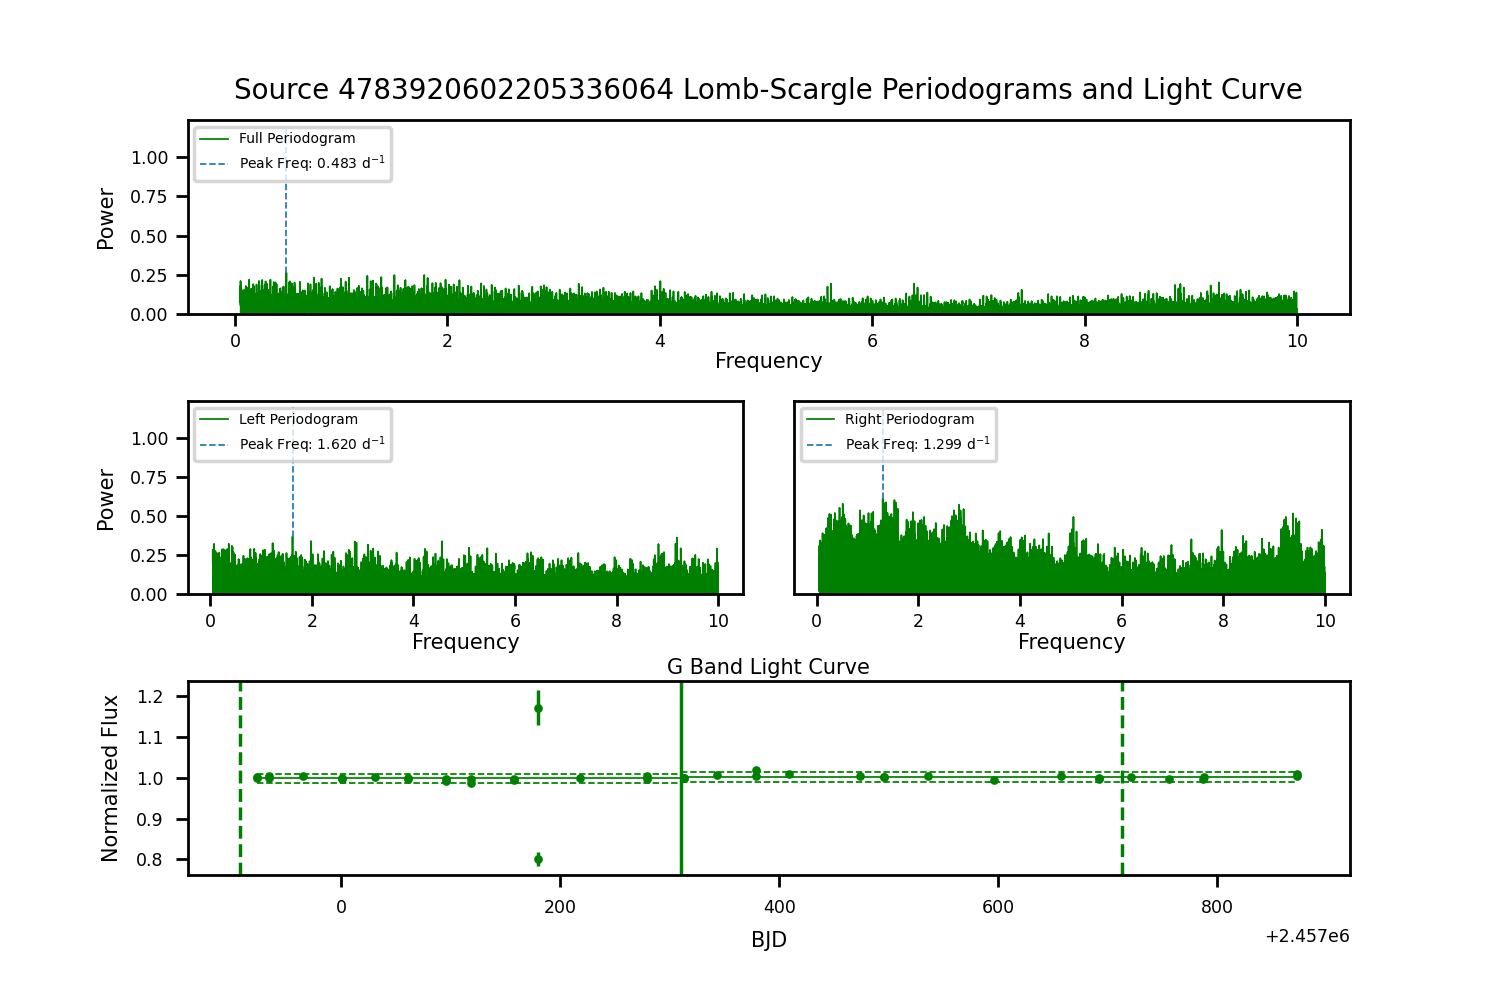 Source 4783920602205336064 Lomb-Scargle Periodograms and Light Curve
Full Periodogram
Peak Freq: 0.483 d⁻¹
Power
1.00
0.75
0.50
0.25
0.00
0 2 4 6 8 10
Frequency
Left Periodogram
Peak Freq: 1.620 d⁻¹
Power
1.00
0.75
0.50
0.25
0.00
0 2 4 6 8 10
Frequency
Right Periodogram
Peak Freq: 1.299 d⁻¹
0 2 4 6 8 10
Frequency
G Band Light Curve
Normalized Flux
1.2
1.1
1.0
0.9
0.8
0 200 400 600 800
BJD
+2.457e6